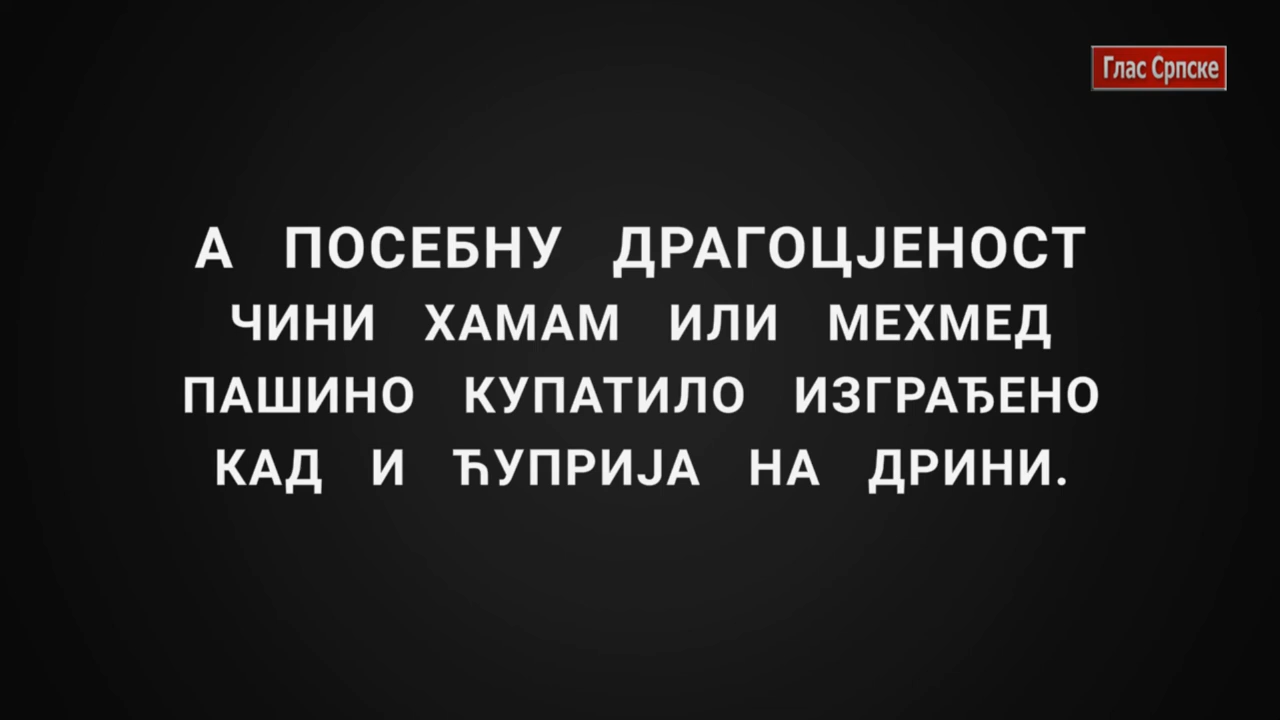 Глас Српске
А ПОСЕБНУ ДРАГОЦЈЕНОСТ
ЧИНИ ХАМАМ ИЛИ МЕХМЕД
ПАШИНО КУПАТИЛО ИЗГРАЂЕНО
КАД И ЋУПРИЈА НА ДРИНИ.